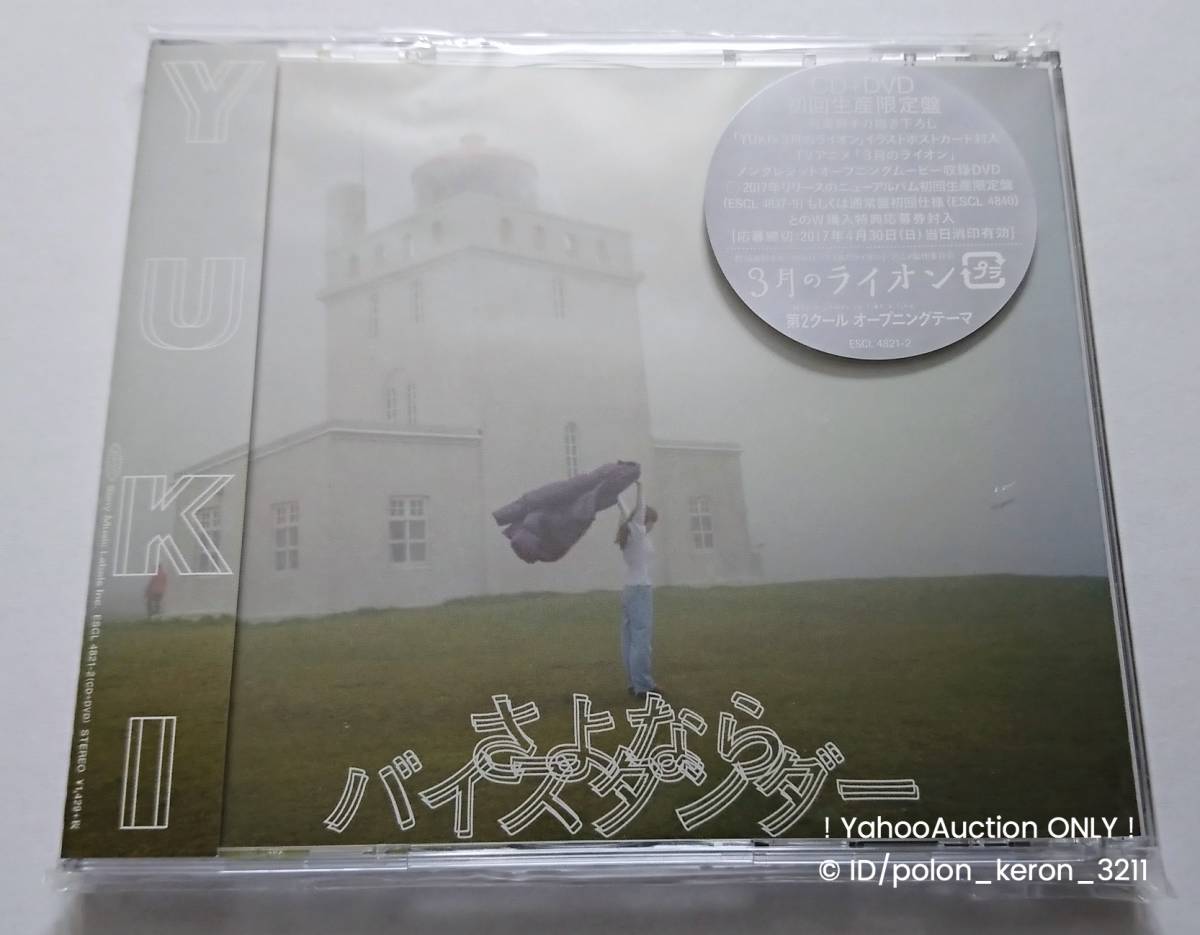 YUKI
Sony Music Labels Inc. ESCL 4821-2(CD+DVD) STEREO ¥1,429+税
CD+DVD
初回生産限定盤
描き下ろし
「YUKI×3月のライオン」イラストポストカード封入
TVアニメ「3月のライオン」
ノンクレジットオープニングムービー収録DVD
2017年リリースのニューアルバム初回生産限定盤
(ESCL 4837-9)もしくは通常盤初回仕様(ESCL 4840)
とのW購入特典応募券封入
[応募締切:2017年4月30日(日)当日消印有効]
3月のライオン プラ
第2クール オープニングテーマ
ESCL 4821-2
さよなら
バイスタンダー
! YahooAuction ONLY !
© ID/polon_keron_3211